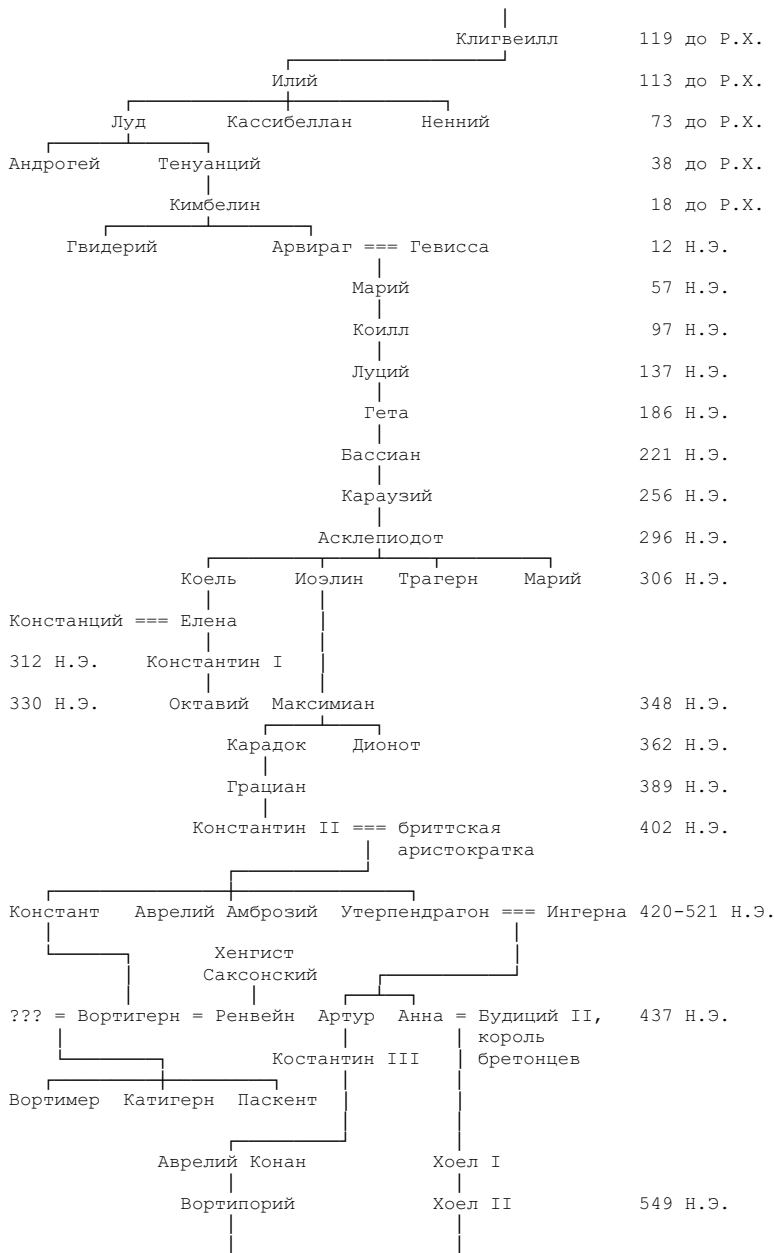 Клигвеилл 119 до Р.Х.
Илий 113 до Р.Х.
Луд Кассибеллан Ненний 73 до Р.Х.
Андрогей Тенуанций 38 до Р.Х.
Кимбелин 18 до Р.Х.
Гвидерий Арвираг === Гевисса 12 Н.Э.
Марий 57 Н.Э.
Коилл 97 Н.Э.
Луций 137 Н.Э.
Гета 186 Н.Э.
Бассиан 221 Н.Э.
Караузий 256 Н.Э.
Асклепиодот 296 Н.Э.
Коель Иоэлин Трагерн Марий 306 Н.Э.
Констанций === Елена
312 Н.Э. Константин I
330 Н.Э. Октавий Максимиан 348 Н.Э.
Карадок Дионот 362 Н.Э.
Грациан 389 Н.Э.
Константин II === бриттская 402 Н.Э.
аристократка
Констант Аврелий Амброзий Утерпендрагон === Ингерна 420-521 Н.Э.
Хенгист
Саксонский
??? = Вортигерн = Ренвейн Артур Анна = Будиций II, 437 Н.Э.
король
Костантин III бретонцев
Вортимер Катигерн Паскент
Аврелий Конан Хоел I
Вортипорий Хоел II 549 Н.Э.